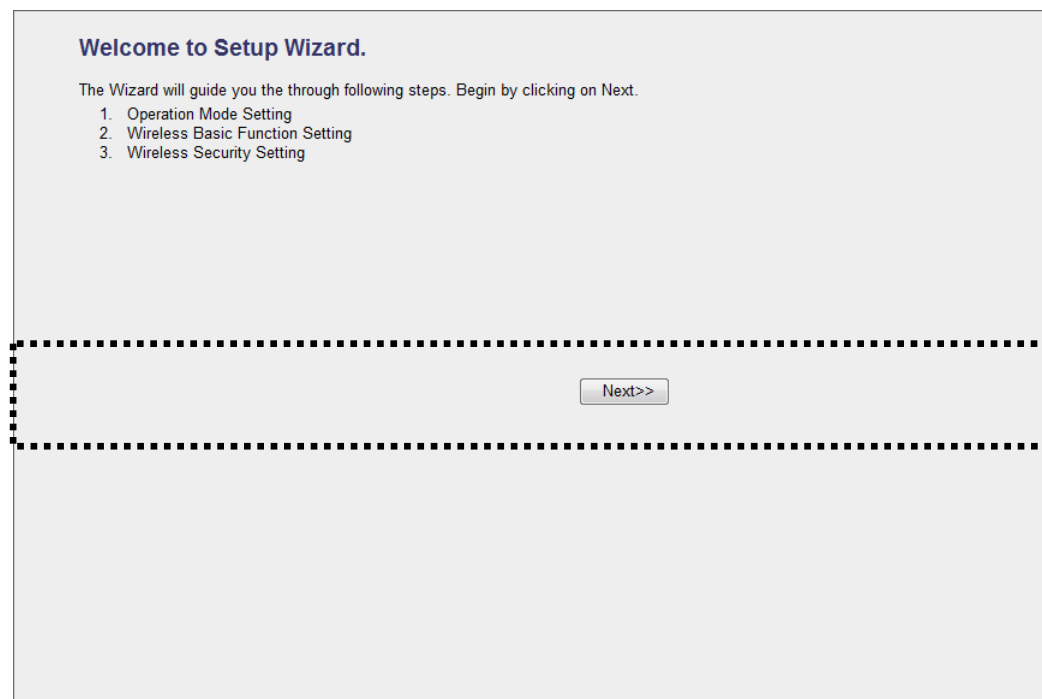 Welcome to Setup Wizard.
The Wizard will guide you the through following steps. Begin by clicking on Next.
1. Operation Mode Setting
2. Wireless Basic Function Setting
3. Wireless Security Setting
Next>>